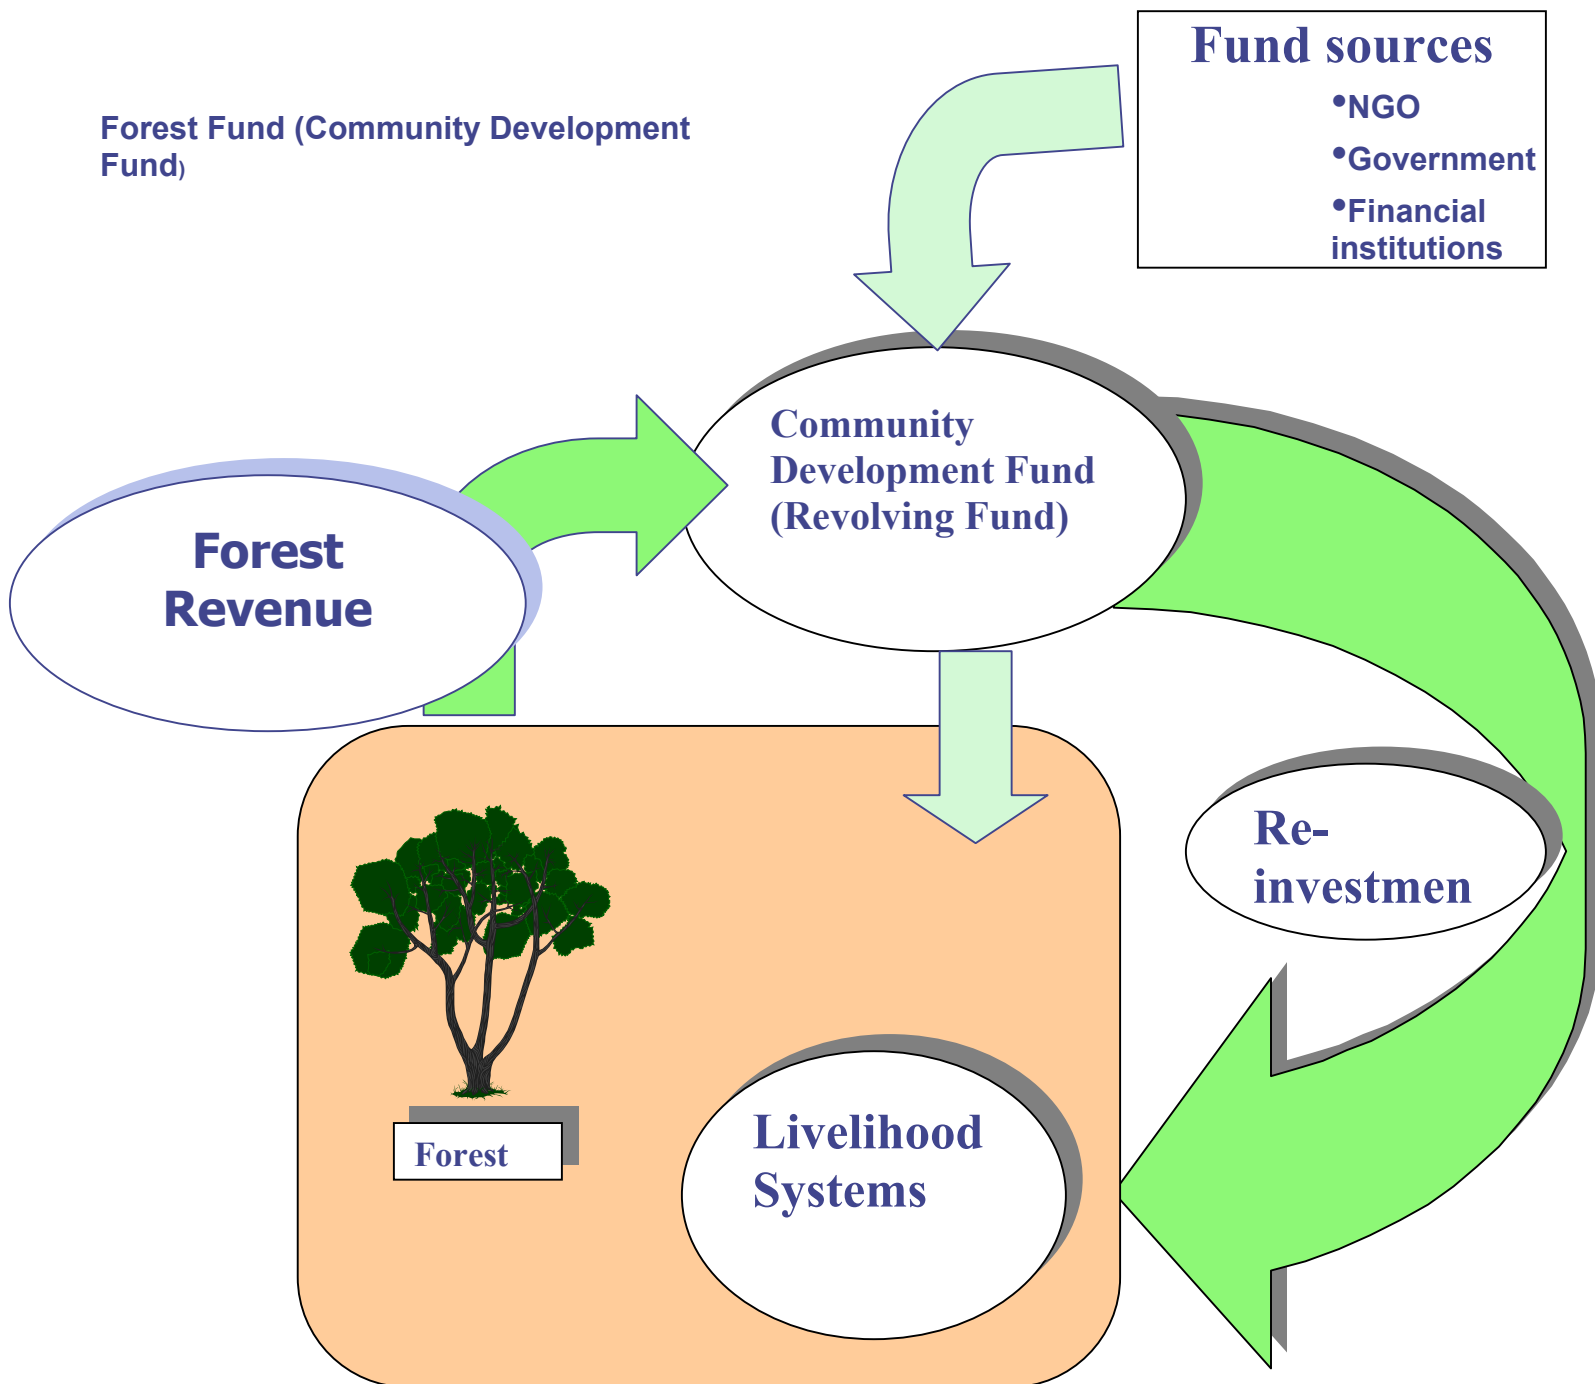 Forest Fund (Community Development
Fund)
Fund sources
•NGO
•Government
•Financial
institutions
Community
Development Fund
(Revolving Fund)
Forest
Revenue
Re-
investmen
Forest
Livelihood
Systems